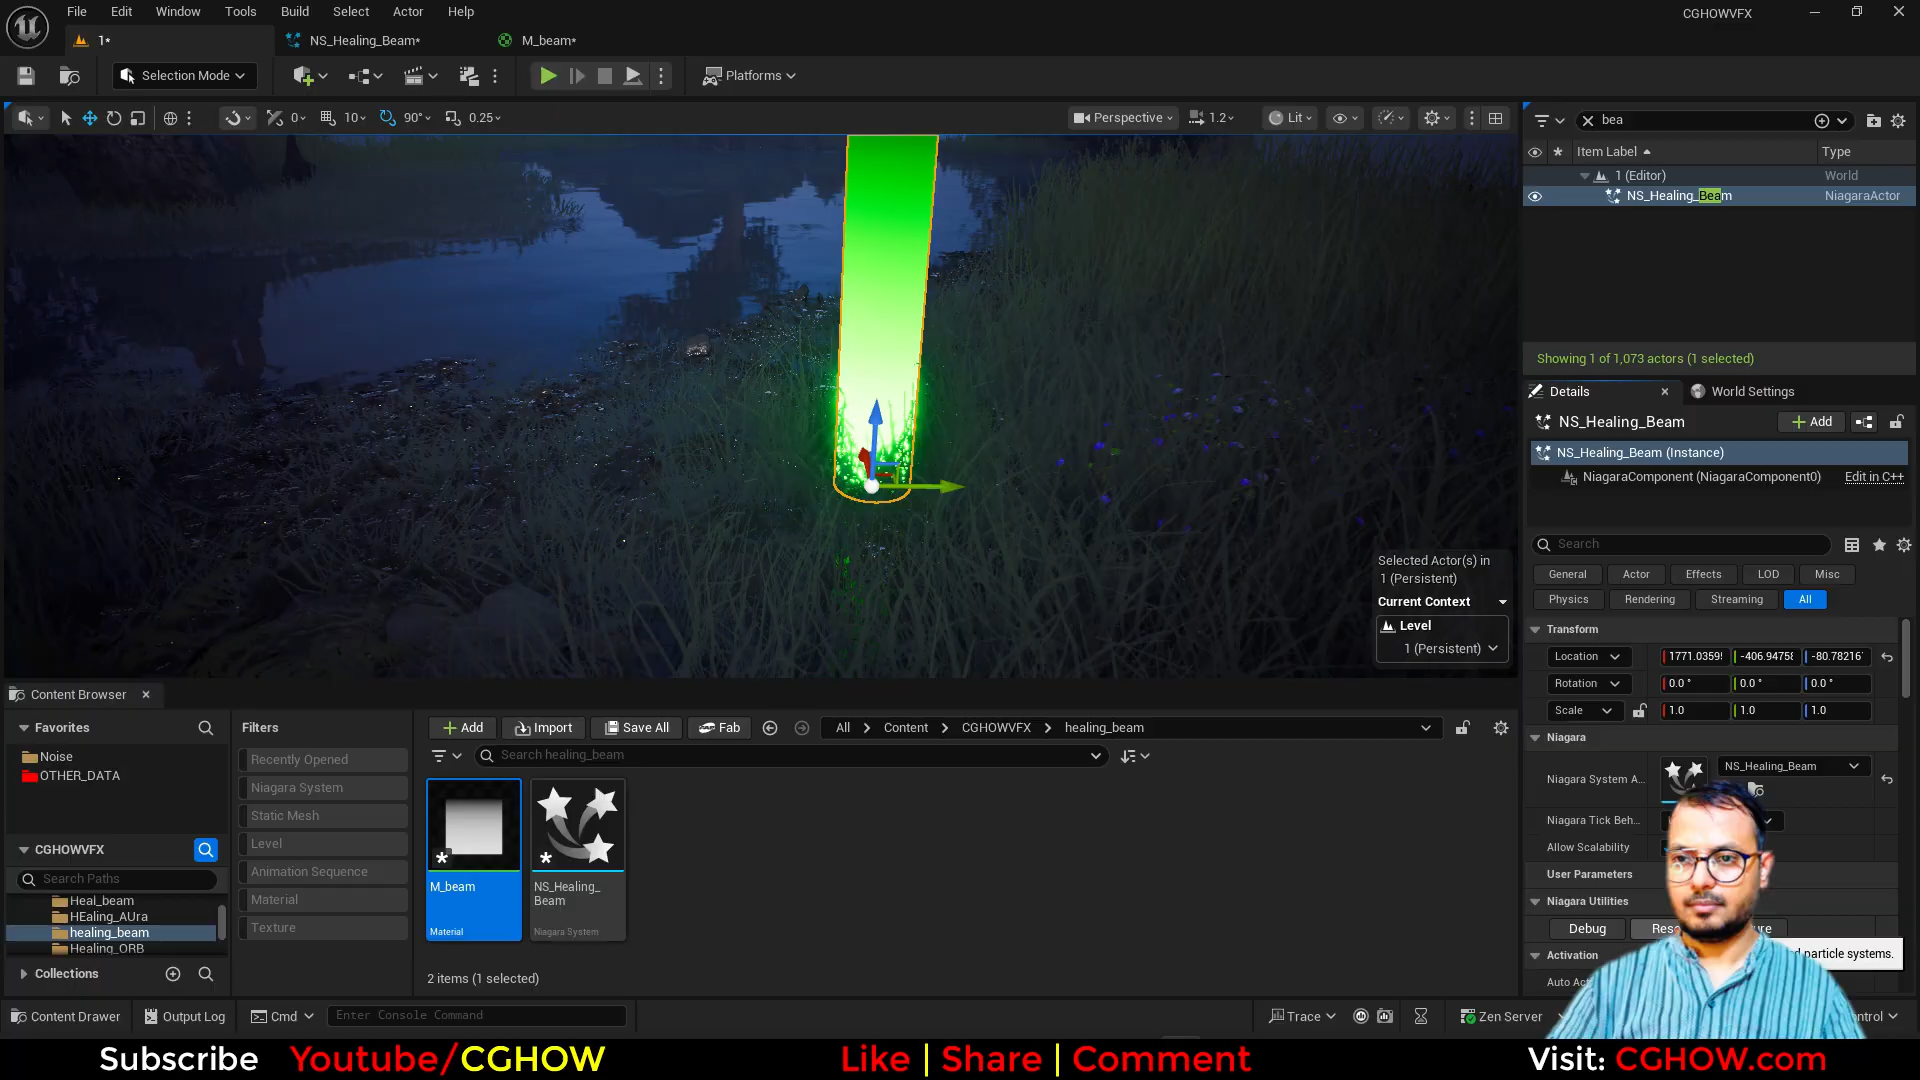 File Edit Window Tools Build Select Actor Help
CGHOWVFX
1*
NS_Healing_Beam*
M_beam*
Selection Mode
Platforms
0
10
90°
0.25
Perspective
1.2
Lit
bea
Item Label
Type
1 (Editor)
World
NS_Healing_Beam
NiagaraActor
Showing 1 of 1,073 actors (1 selected)
Details
World Settings
NS_Healing_Beam
Add
NS_Healing_Beam (Instance)
NiagaraComponent (NiagaraComponent0)
Edit in C++
Search
General Actor Effects LOD Misc
Physics Rendering Streaming All
Transform
Location 1771.0359 -406.9475 -80.78216
Rotation 0.0 ° 0.0 ° 0.0 °
Scale 1.0 1.0 1.0
Niagara
Niagara System A...
NS_Healing_Beam
Niagara Tick Beh...
Allow Scalability
User Parameters
Niagara Utilities
Debug
particle systems.
Activation
Selected Actor(s) in
1 (Persistent)
Current Context
Level
1 (Persistent)
Content Browser
Favorites
Noise
OTHER_DATA
CGHOWVFX
Search Paths
Heal_beam
HEaling_AUra
healing_beam
Healing_ORB
Collections
Filters
Recently Opened
Niagara System
Static Mesh
Level
Animation Sequence
Material
Texture
Add Import Save All Fab
All > Content > CGHOWVFX > healing_beam
Search healing_beam
M_beam
Material
NS_Healing_
Beam
Niagara System
2 items (1 selected)
Content Drawer
Output Log
Cmd
Enter Console Command
Trace
Zen Server
Subscribe Youtube/CGHOW
Like | Share | Comment
Visit: CGHOW.com